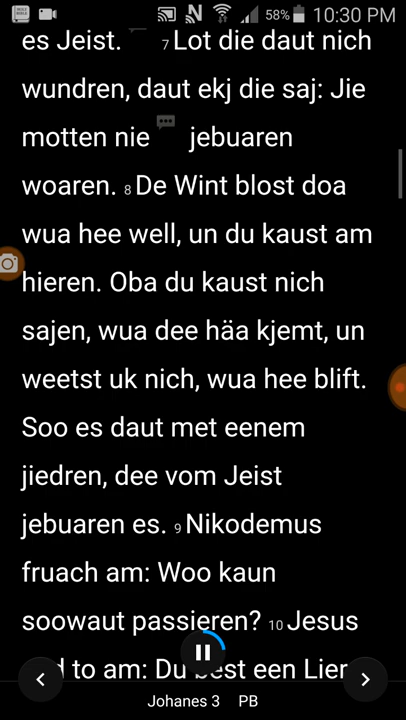 58% 10:30 PM
es Jeist. 7 Lot die daut nich
wundren, daut ekj die saj: Jie
motten nie jebuaren
woaren. 8 De Wint blost doa
wua hee well, un du kaust am
hieren. Oba du kaust nich
sajen, wua dee häa kjemt, un
weetst uk nich, wua hee blift.
Soo es daut met eenem
jiedren, dee vom Jeist
jebuaren es. 9 Nikodemus
fruach am: Woo kaun
soowaut passieren? 10 Jesus
to am: Du best een Lier
Johanes 3 PB